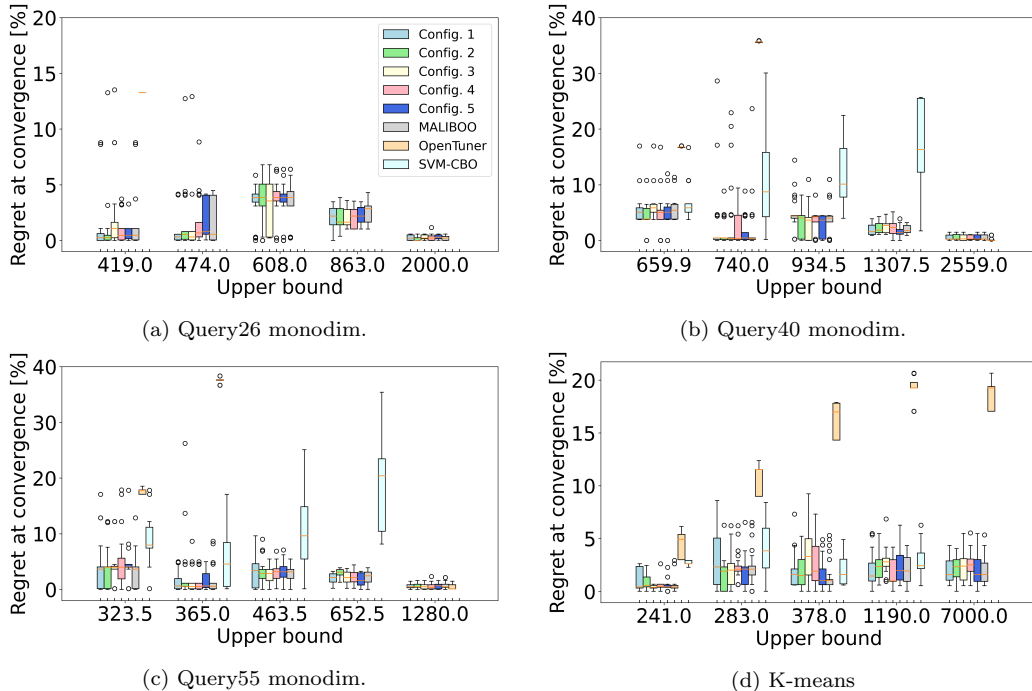 Regret at convergence [%]
20
15
10
5
0
Config. 1
Config. 2
Config. 3
Config. 4
Config. 5
MALIBOO
OpenTuner
SVM-CBO
419.0 474.0 608.0 863.0 2000.0
Upper bound
(a) Query26 monodim.
Regret at convergence [%]
40
30
20
10
0
659.9 740.0 934.5 1307.5 2559.0
Upper bound
(b) Query40 monodim.
Regret at convergence [%]
40
30
20
10
0
323.5 365.0 463.5 652.5 1280.0
Upper bound
(c) Query55 monodim.
Regret at convergence [%]
20
15
10
5
0
241.0 283.0 378.0 1190.0 7000.0
Upper bound
(d) K-means